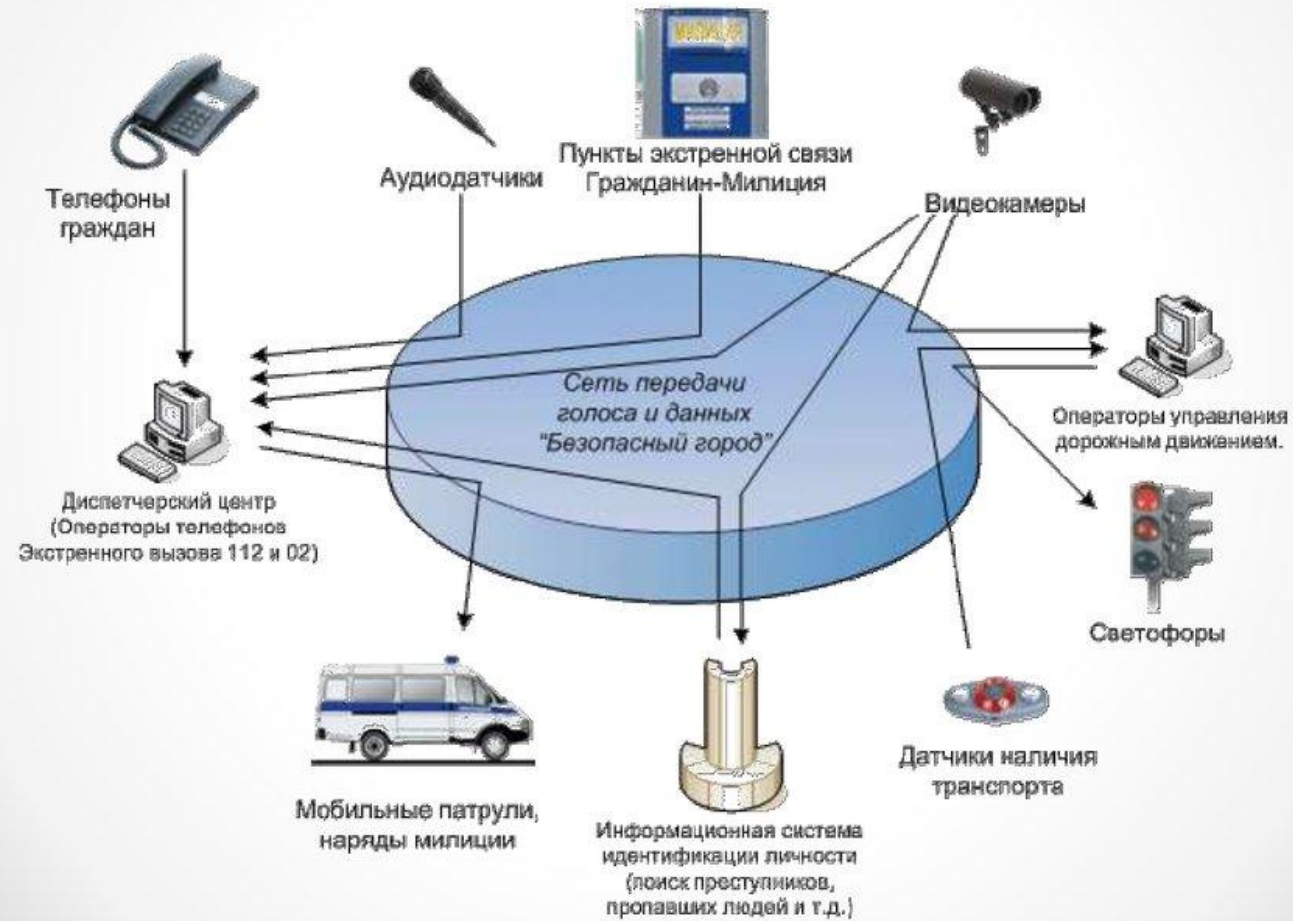 МИЛИЦИЯ
Телефоны
граждан
Аудиодатчики
Пункты экстренной связи
Гражданин-Милиция
Видеокамеры
Сеть передачи
голоса и данных
"Безопасный город"
Диспетчерский центр
(Операторы телефонов
Экстренного вызова 112 и 02)
Операторы управления
дорожным движением.
Светофоры
Мобильные патрули,
наряды милиции
Информационная система
идентификации личности
(поиск преступников,
пропавших людей и т.д.)
Датчики наличия
транспорта